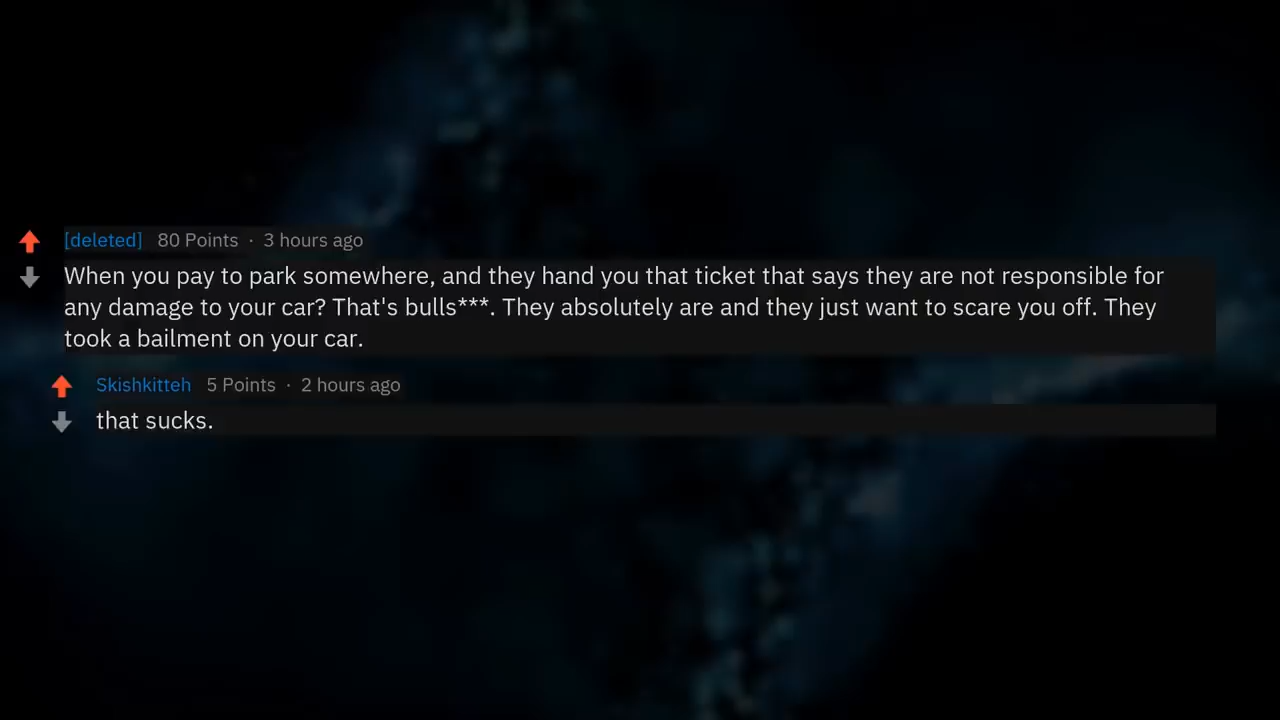 [deleted] 80 Points · 3 hours ago
When you pay to park somewhere, and they hand you that ticket that says they are not responsible for
any damage to your car? That's bulls***. They absolutely are and they just want to scare you off. They
took a bailment on your car.
Skishkitteh 5 Points · 2 hours ago
that sucks.